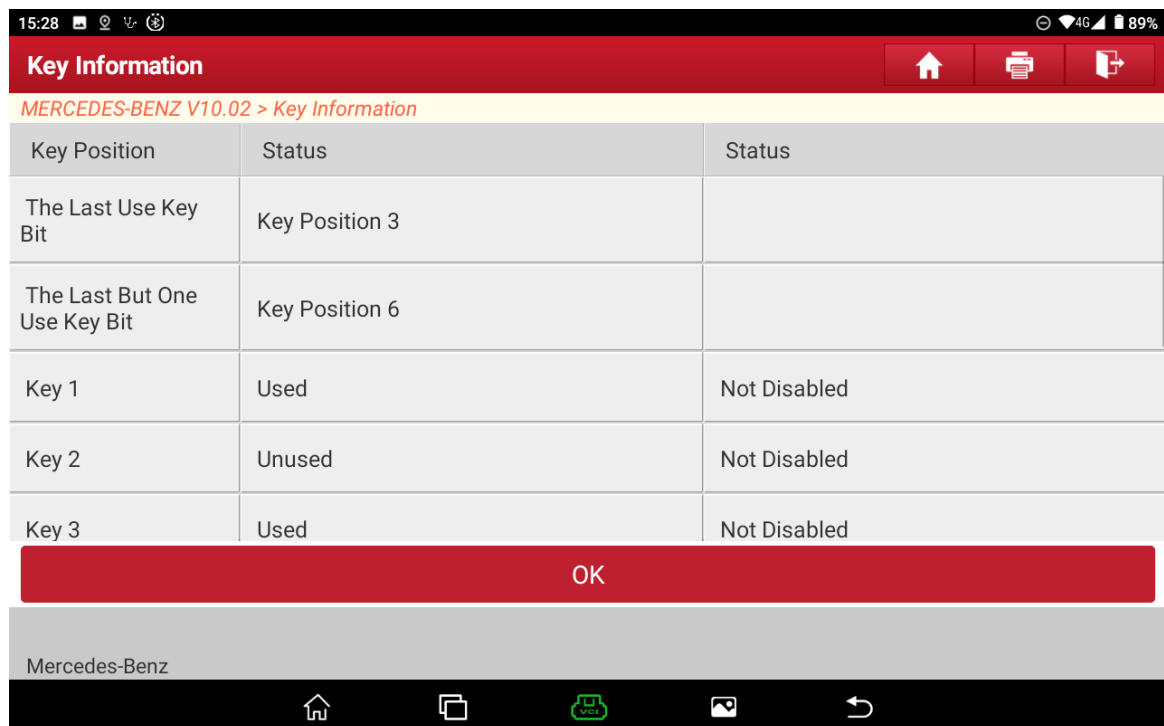 15:28 4G 89%
Key Information
MERCEDES-BENZ V10.02 > Key Information
Key Position Status Status
The Last Use Key
Bit
Key Position 3
The Last But One
Use Key Bit
Key Position 6
Key 1 Used Not Disabled
Key 2 Unused Not Disabled
Key 3 Used Not Disabled
OK
Mercedes-Benz
VCI